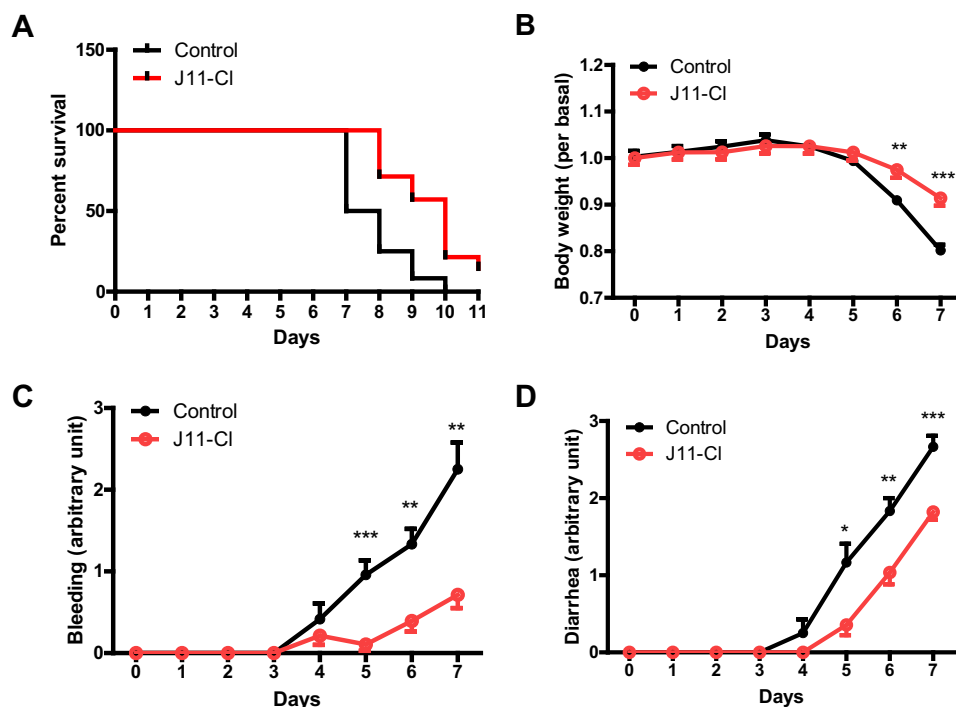 A
Control
J11-Cl
150
100
50
0
Percent survival
0 1 2 3 4 5 6 7 8 9 10 11
Days
B
Control
J11-Cl
1.2
1.1
1.0
0.9
0.8
0.7
Body weight (per basal)
**
***
0 1 2 3 4 5 6 7
Days
C
Control
J11-Cl
3
2
1
0
Bleeding (arbitrary unit)
***
**
**
0 1 2 3 4 5 6 7
Days
D
Control
J11-Cl
3
2
1
0
Diarrhea (arbitrary unit)
*
**
***
0 1 2 3 4 5 6 7
Days